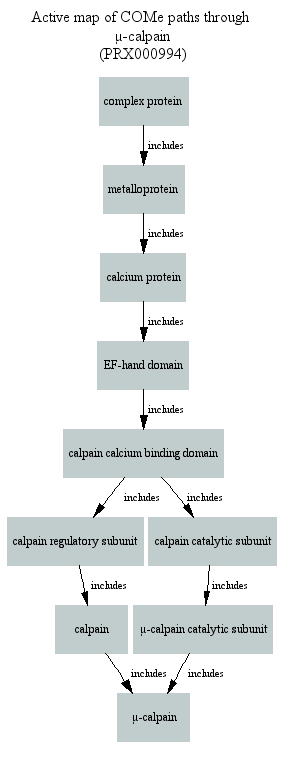 Active map of COMe paths through
μ-calpain
(PRX000994)
complex protein
includes
metalloprotein
includes
calcium protein
includes
EF-hand domain
includes
calpain calcium binding domain
includes includes
calpain regulatory subunit calpain catalytic subunit
includes includes
calpain μ-calpain catalytic subunit
includes includes
μ-calpain